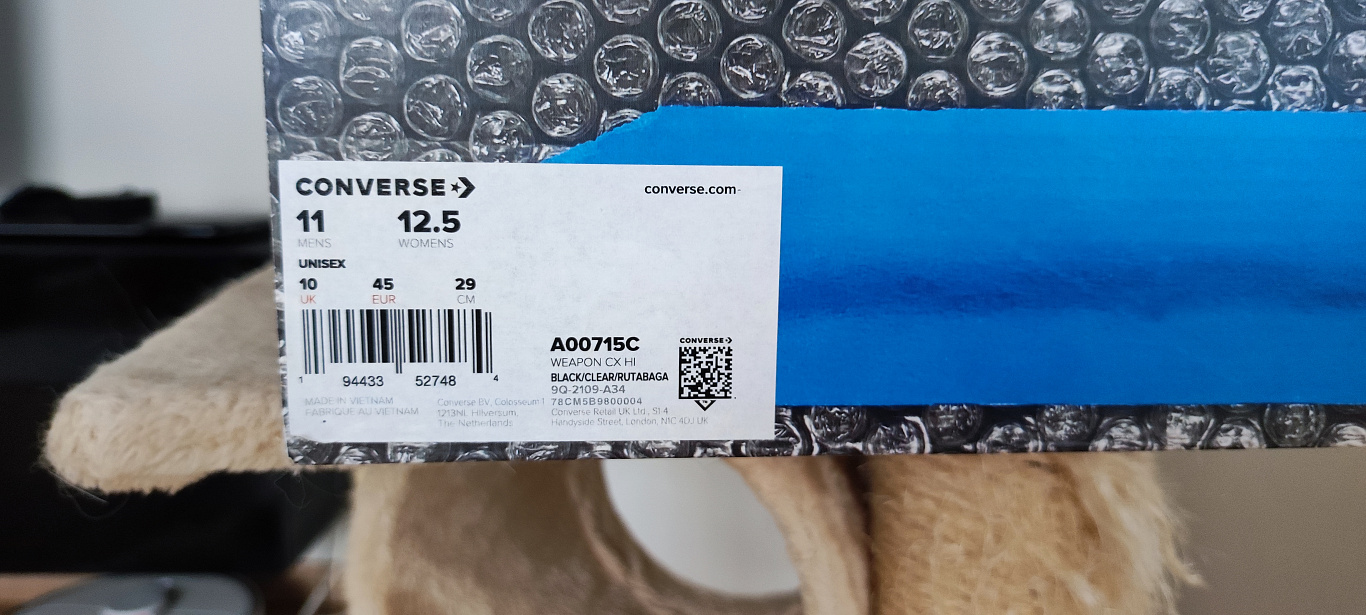 CONVERSE
converse.com
11 12.5
MENS WOMENS
UNISEX
10 45 29
UK EUR CM
1 94433 52748 4
MADE IN VIETNAM
FABRIQUE AU VIETNAM
Converse BV, Colosseum 1
1213NL Hilversum,
The Netherlands
A00715C
WEAPON CX HI
BLACK/CLEAR/RUTABAGA
9Q-2109-A34
78CM5B9800004
Converse Retail UK Ltd., S1 4
Handyside Street, London, N1C 4DJ UK
CONVERSE